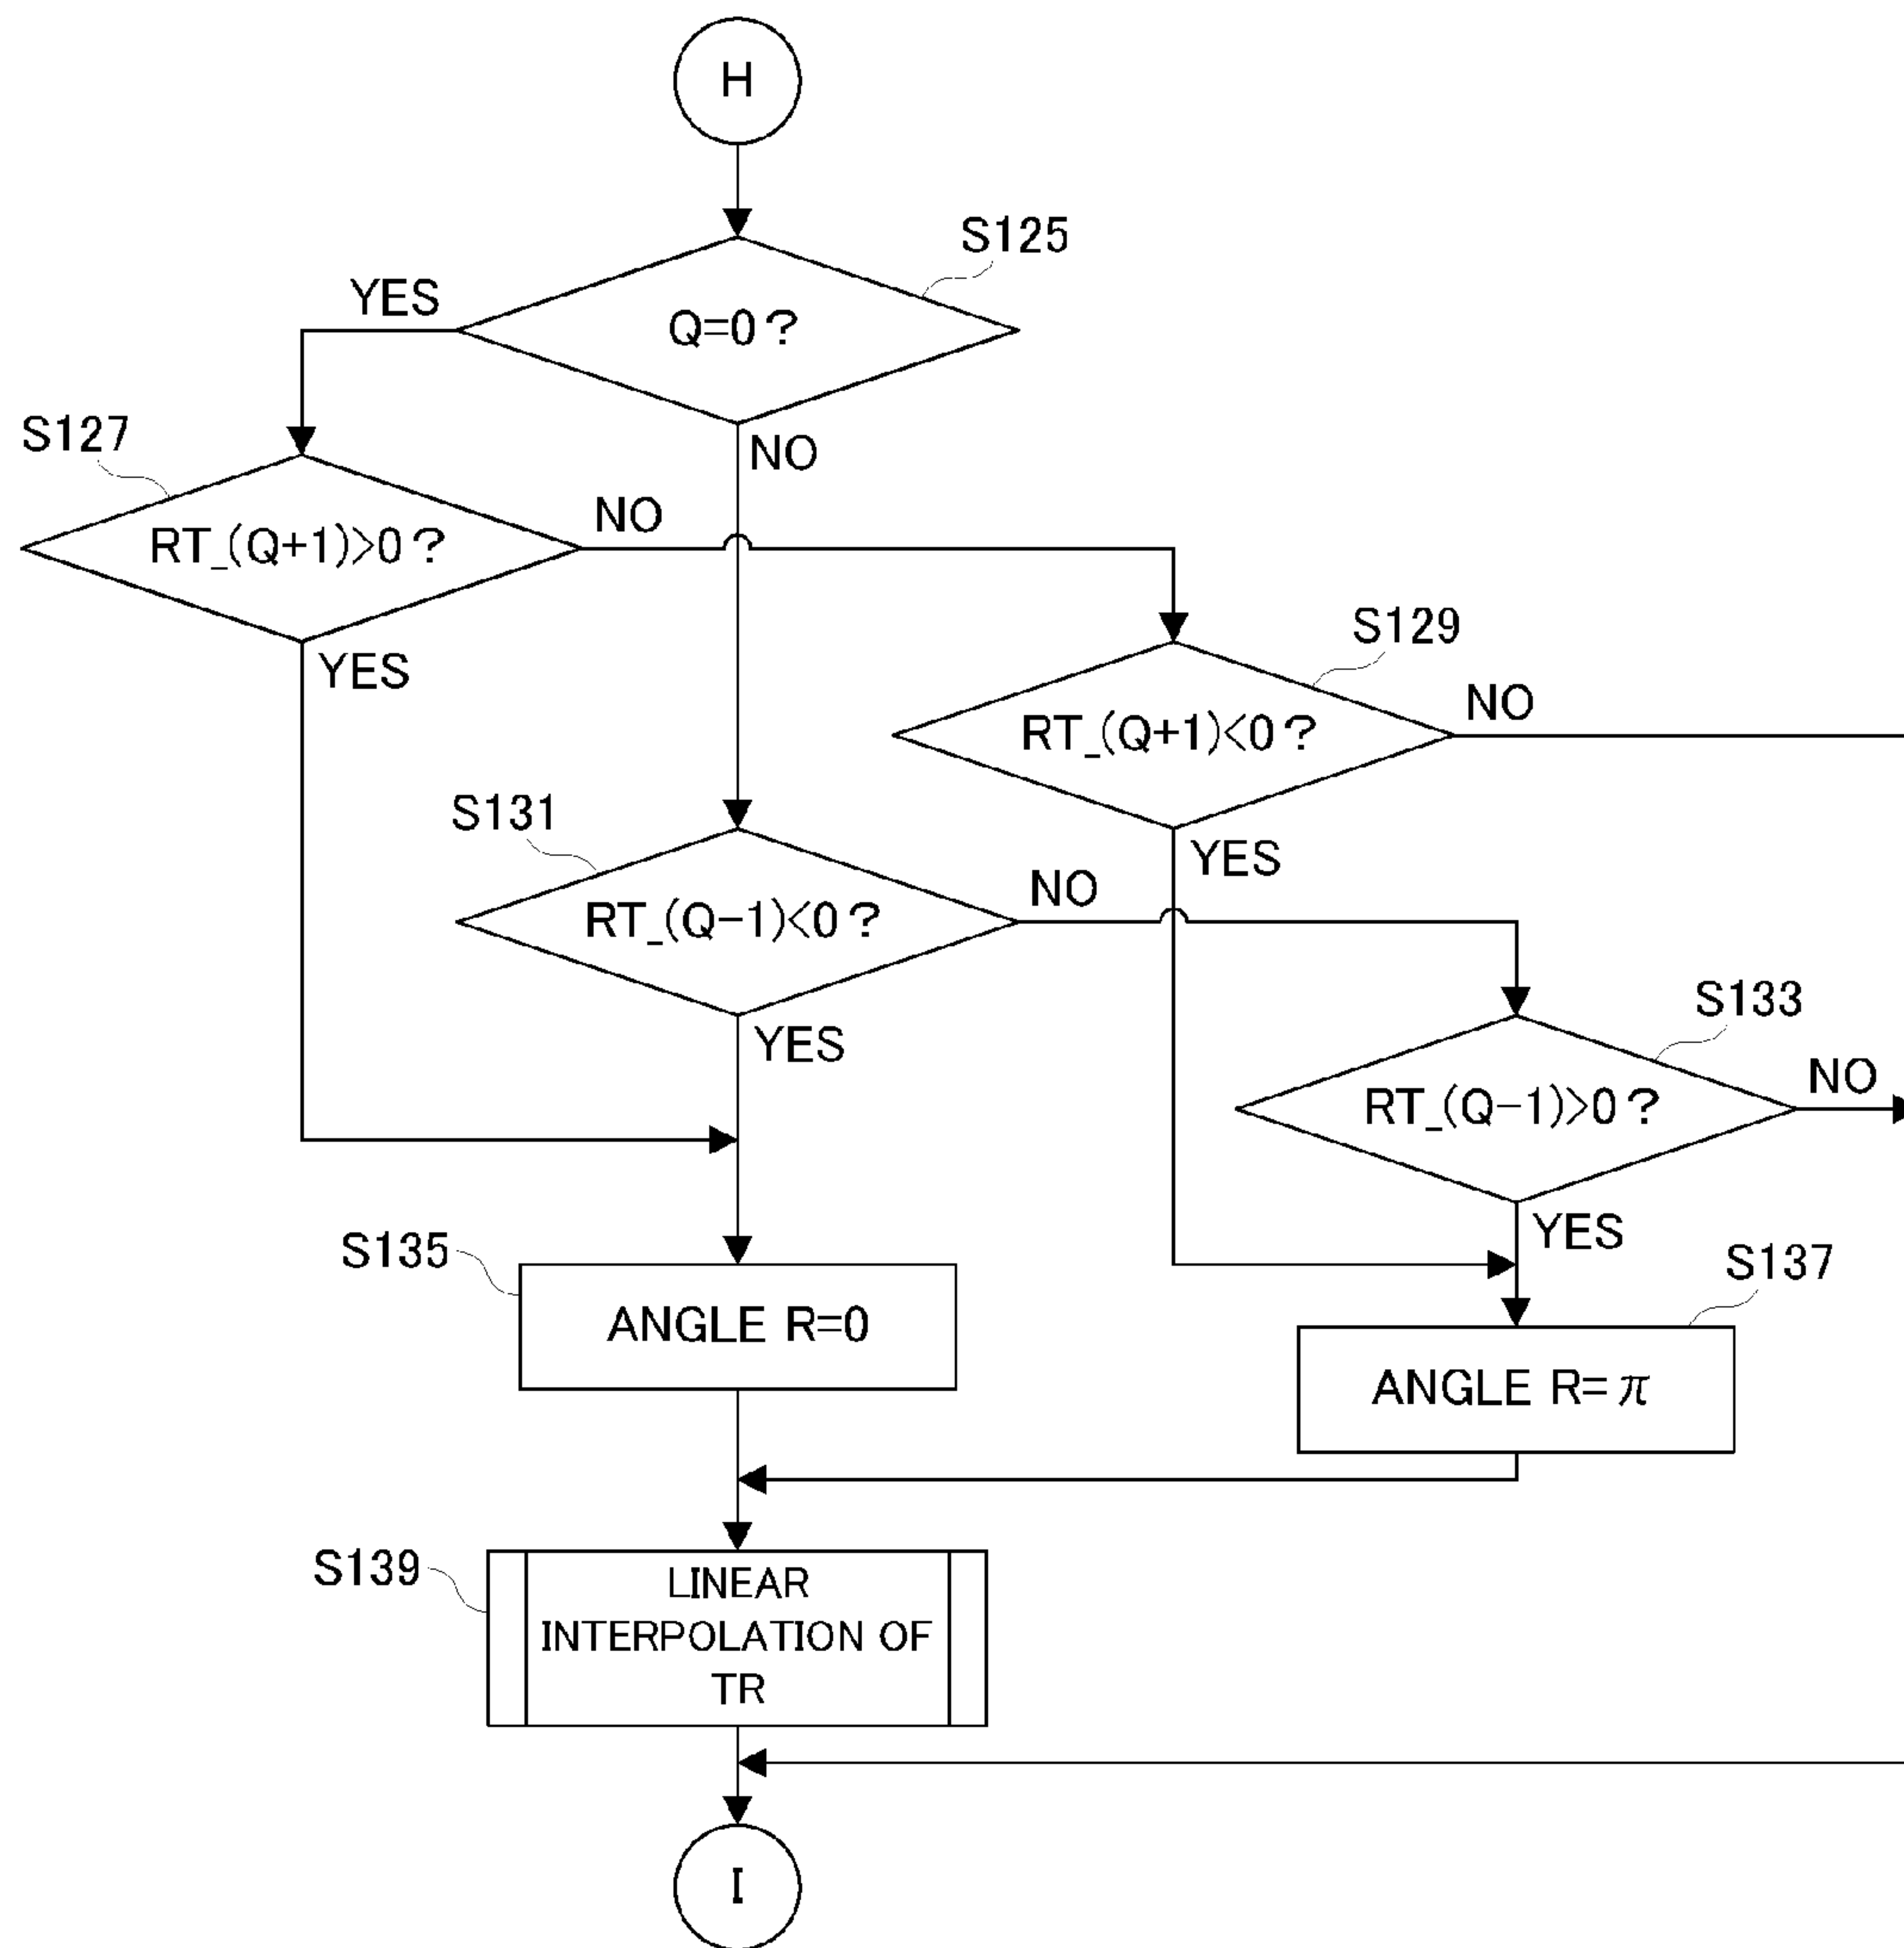 H
S125
YES
Q=0?
S127
NO
NO
RT_(Q+1)>0?
S129
YES
NO
RT_(Q+1)<0?
S131
YES
NO
RT_(Q-1)<0?
S133
YES
NO
RT_(Q-1)>0?
YES
S135
S137
ANGLE R=0
ANGLE R=π
S139
LINEAR
INTERPOLATION OF
TR
I